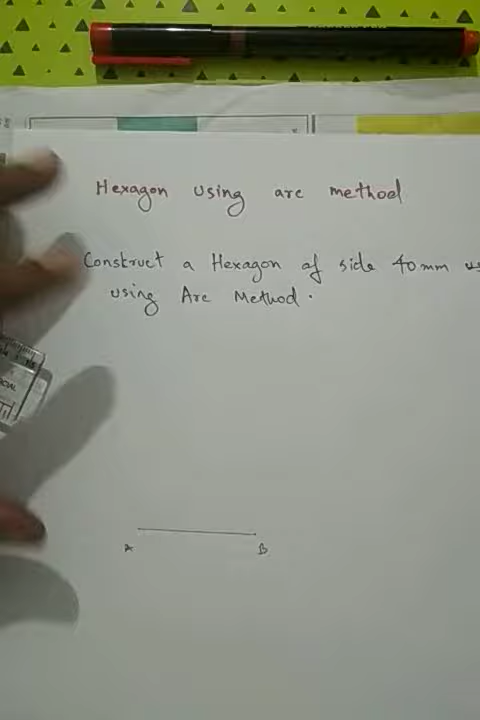 Hexagon using arc method
Construct a Hexagon of side 40mm
using Arc Method.
A B